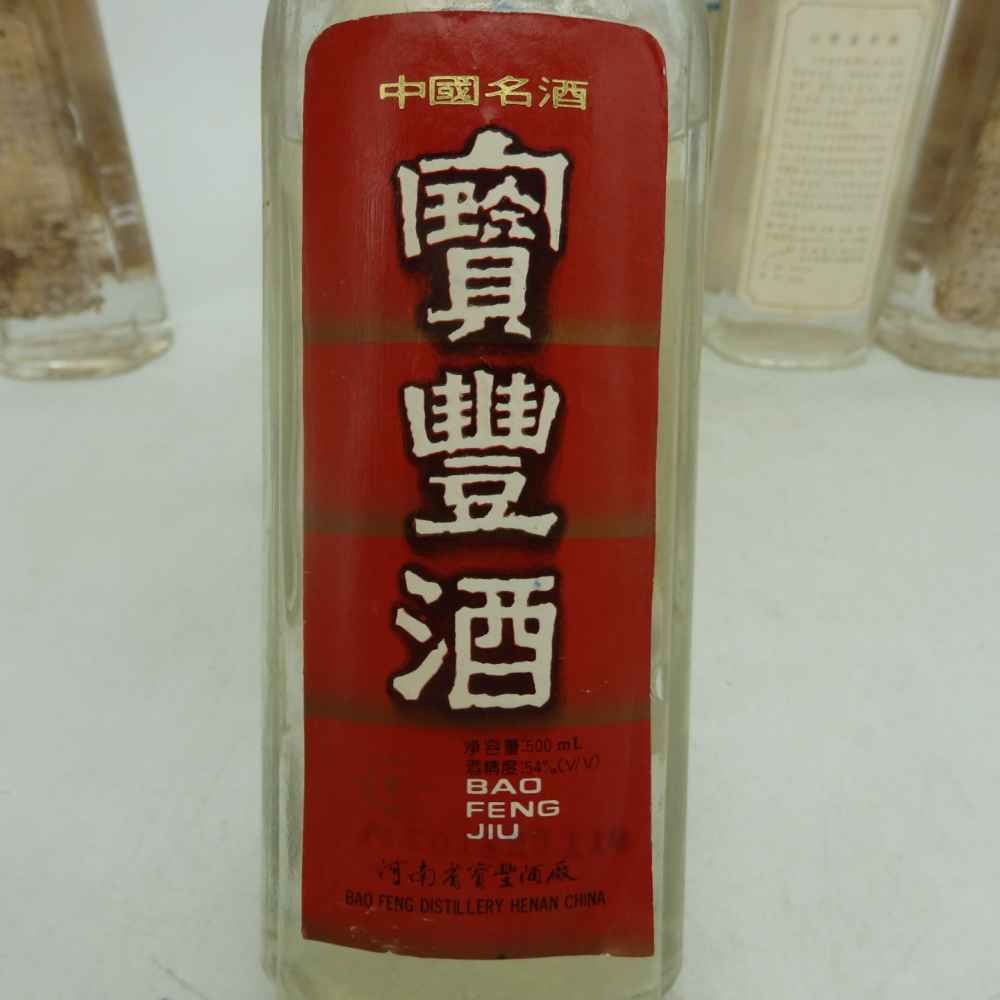 中國名酒
寶豐酒
净容量:500 mL
酒精度:54%(V/V)
BAO
FENG
JIU
河南省寶豐酒廠
BAO FENG DISTILLERY HENAN CHINA